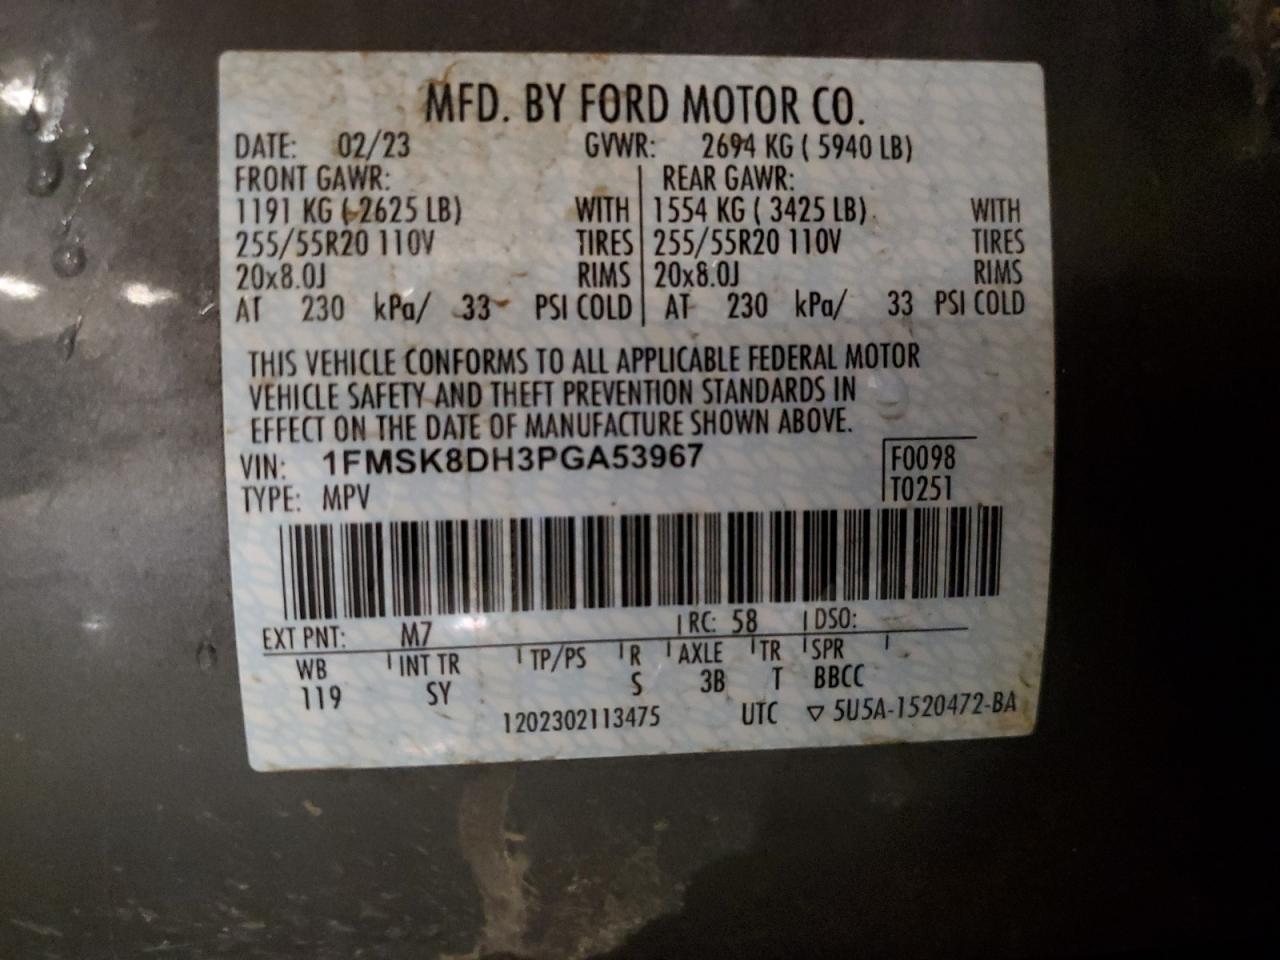 MFD. BY FORD MOTOR CO.
DATE: 02/23 GVWR: 2694 KG ( 5940 LB)
FRONT GAWR: REAR GAWR:
1191 KG ( 2625 LB) WITH 1554 KG ( 3425 LB) WITH
255/55R20 110V TIRES 255/55R20 110V TIRES
20x8.0J RIMS 20x8.0J RIMS
AT 230 kPa/ 33 PSI COLD AT 230 kPa/ 33 PSI COLD
THIS VEHICLE CONFORMS TO ALL APPLICABLE FEDERAL MOTOR
VEHICLE SAFETY AND THEFT PREVENTION STANDARDS IN
EFFECT ON THE DATE OF MANUFACTURE SHOWN ABOVE.
VIN: 1FMSK8DH3PGA53967 F0098
TYPE: MPV T0251
EXT PNT: M7 RC: 58 DSO:
WB INT TR TP/PS R AXLE TR SPR
119 SY S 3B T BBCC
1202302113475 UTC ▽ 5U5A-1520472-BA